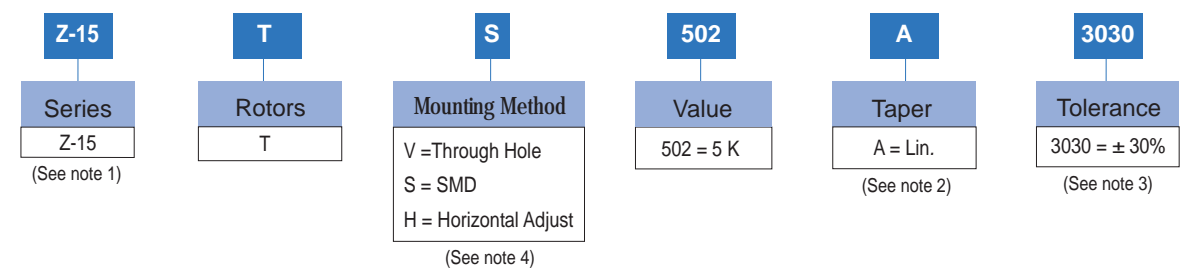 Z-15 T S 502 A 3030
Series Rotors Mounting Method Value Taper Tolerance
Z-15 T V =Through Hole 502 = 5 K A = Lin. 3030 = ± 30%
(See note 1) S = SMD (See note 2) (See note 3)
H = Horizontal Adjust
(See note 4)